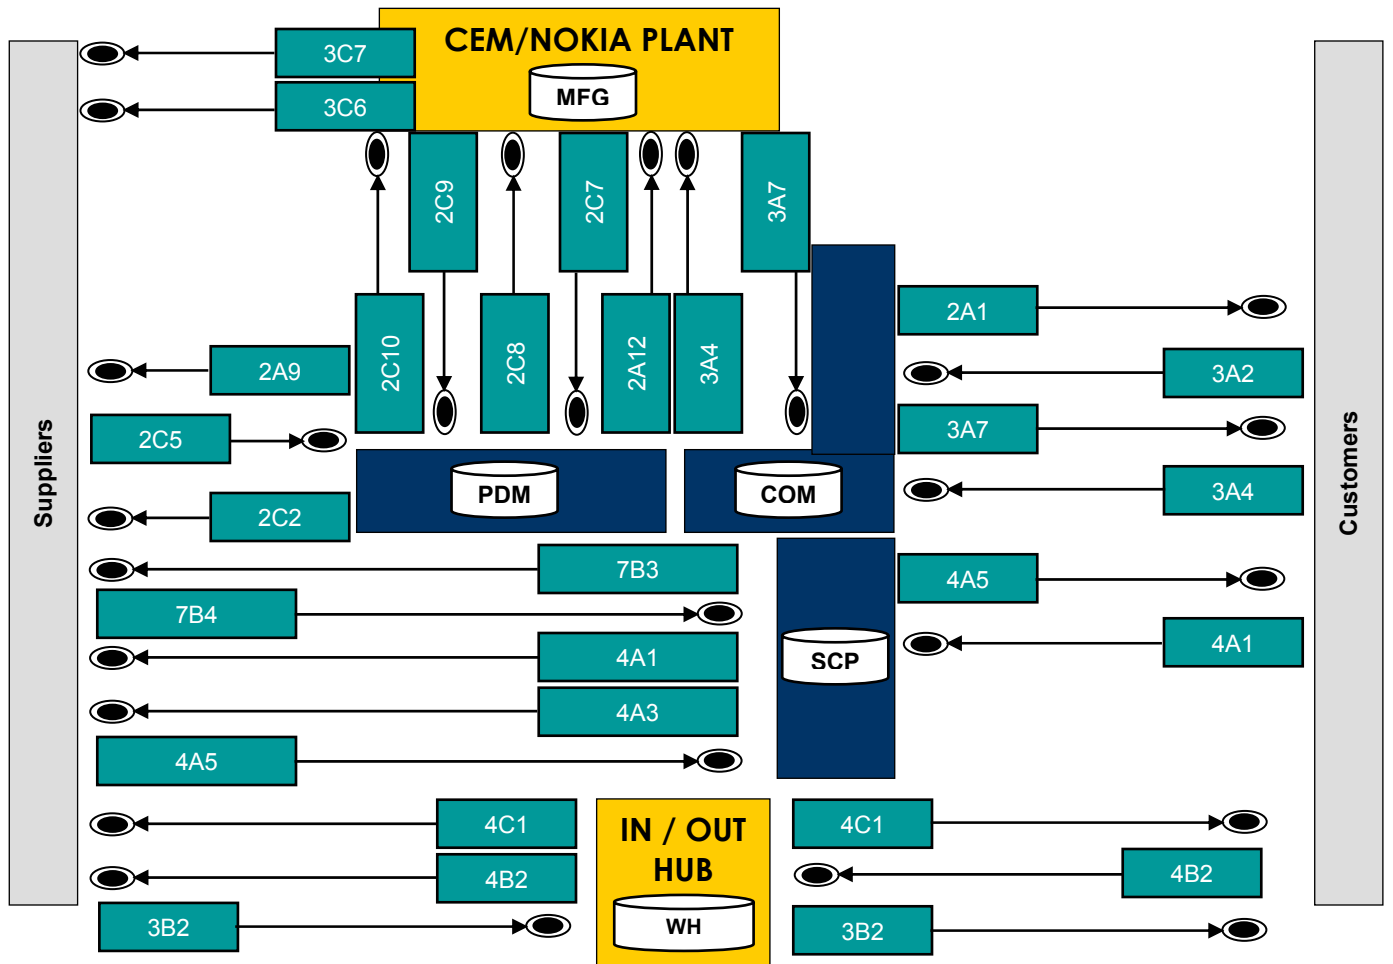 CEM/NOKIA PLANT
MFG
3C7
3C6
2C9
2C7
3A7
2C10
2C8
2A12
3A4
2A9
2C5
2C2
PDM
COM
2A1
3A2
3A7
3A4
Suppliers
Customers
7B3
7B4
4A1
4A3
4A5
SCP
4A5
4A1
4C1
4B2
3B2
IN / OUT
HUB
WH
4C1
4B2
3B2